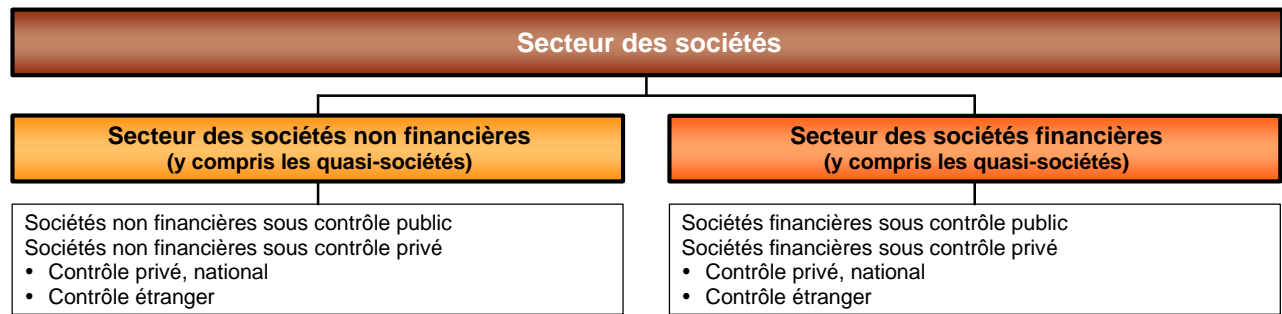 Secteur des sociétés
Secteur des sociétés non financières
(y compris les quasi-sociétés)
Secteur des sociétés financières
(y compris les quasi-sociétés)
Sociétés non financières sous contrôle public
Sociétés non financières sous contrôle privé
• Contrôle privé, national
• Contrôle étranger
Sociétés financières sous contrôle public
Sociétés financières sous contrôle privé
• Contrôle privé, national
• Contrôle étranger